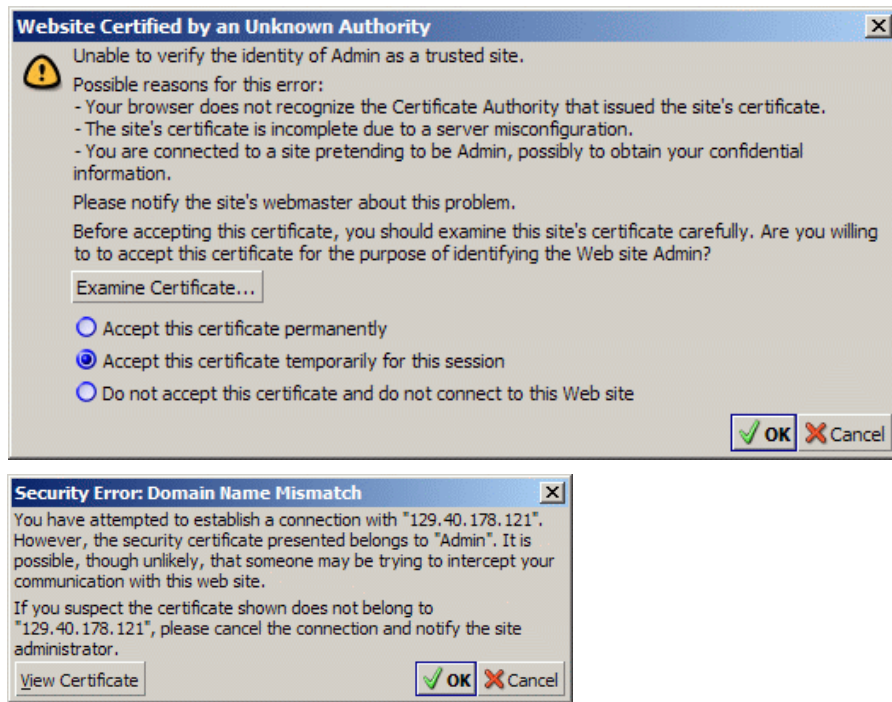 Website Certified by an Unknown Authority
Unable to verify the identity of Admin as a trusted site.
Possible reasons for this error:
- Your browser does not recognize the Certificate Authority that issued the site's certificate.
- The site's certificate is incomplete due to a server misconfiguration.
- You are connected to a site pretending to be Admin, possibly to obtain your confidential
information.
Please notify the site's webmaster about this problem.
Before accepting this certificate, you should examine this site's certificate carefully. Are you willing
to to accept this certificate for the purpose of identifying the Web site Admin?
Examine Certificate...
Accept this certificate permanently
Accept this certificate temporarily for this session
Do not accept this certificate and do not connect to this Web site
OK Cancel
Security Error: Domain Name Mismatch
You have attempted to establish a connection with "129.40.178.121".
However, the security certificate presented belongs to "Admin". It is
possible, though unlikely, that someone may be trying to intercept your
communication with this web site.
If you suspect the certificate shown does not belong to
"129.40.178.121", please cancel the connection and notify the site
administrator.
View Certificate OK Cancel